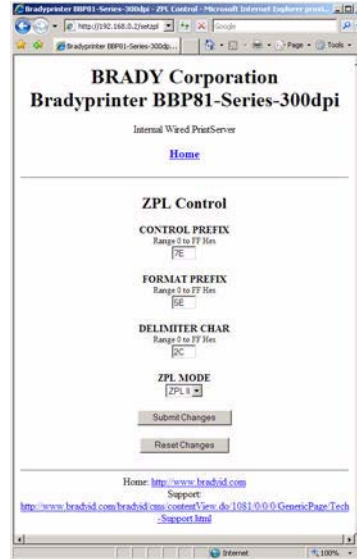 Bradyprinter BBP81-Series-300dpi - ZPL Control - Microsoft Internet Explorer
http://192.168.0.2/setzpl
Google
Bradyprinter BBP81-Series-300dp...
Page
Tools
BRADY Corporation
Bradyprinter BBP81-Series-300dpi
Internal Wired PrintServer
Home
ZPL Control
CONTROL PREFIX
Range 0 to FF Hex
7E
FORMAT PREFIX
Range 0 to FF Hex
5E
DELIMITER CHAR
Range 0 to FF Hex
2C
ZPL MODE
ZPL II
Submit Changes
Reset Changes
Home: http://www.bradyid.com
Support:
http://www.bradyid.com/bradyid/cms/contentView.do/1081/0/0/0/GenericPage/Tech
-Support.html
Internet
100%